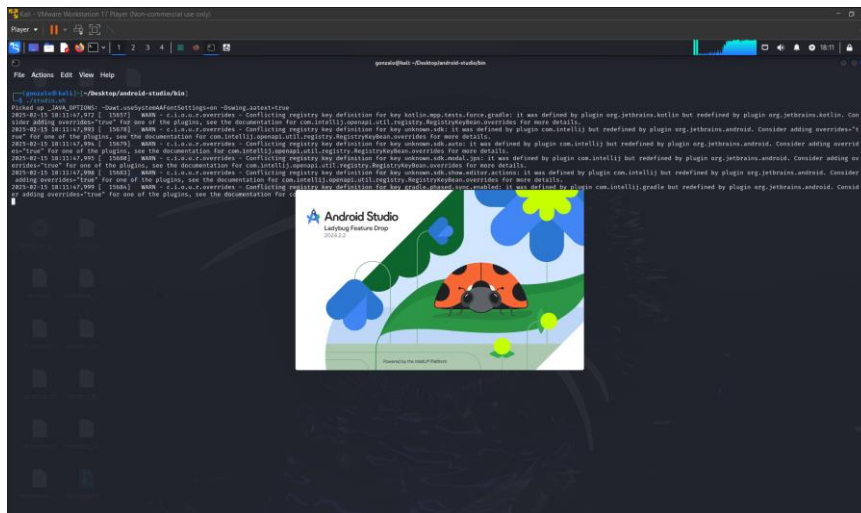 Kali - VMware Workstation 17 Player (Non-commercial use only)
Player
1 2 3 4
18:11
gonzalo@kali: ~/Desktop/android-studio/bin
File Actions Edit View Help
(gonzalo㉿kali)-[~/Desktop/android-studio/bin]
$ ./studio.sh
Picked up _JAVA_OPTIONS: -Dawt.useSystemAAFontSettings=on -Dswing.aatext=true
2025-02-15 18:11:47,972 [ 15657] WARN - c.i.o.u.r.overrides - Conflicting registry key definition for key kotlin.mpp.tests.force.gradle: it was defined by plugin org.jetbrains.kotlin but redefined by plugin org.jetbrains.kotlin. Con
sider adding overrides="true" for one of the plugins, see the documentation for com.intellij.openapi.util.registry.RegistryKeyBean.overrides for more details.
2025-02-15 18:11:47,993 [ 15678] WARN - c.i.o.u.r.overrides - Conflicting registry key definition for key unknown.sdk: it was defined by plugin com.intellij but redefined by plugin org.jetbrains.android. Consider adding overrides="t
rue" for one of the plugins, see the documentation for com.intellij.openapi.util.registry.RegistryKeyBean.overrides for more details.
2025-02-15 18:11:47,994 [ 15679] WARN - c.i.o.u.r.overrides - Conflicting registry key definition for key unknown.sdk.auto: it was defined by plugin com.intellij but redefined by plugin org.jetbrains.android. Consider adding overrid
es="true" for one of the plugins, see the documentation for com.intellij.openapi.util.registry.RegistryKeyBean.overrides for more details.
2025-02-15 18:11:47,995 [ 15680] WARN - c.i.o.u.r.overrides - Conflicting registry key definition for key unknown.sdk.modal.jps: it was defined by plugin com.intellij but redefined by plugin org.jetbrains.android. Consider adding ov
errides="true" for one of the plugins, see the documentation for com.intellij.openapi.util.registry.RegistryKeyBean.overrides for more details.
2025-02-15 18:11:47,998 [ 15683] WARN - c.i.o.u.r.overrides - Conflicting registry key definition for key unknown.sdk.show.editor.actions: it was defined by plugin com.intellij but redefined by plugin org.jetbrains.android. Consider
adding overrides="true" for one of the plugins, see the documentation for com.intellij.openapi.util.registry.RegistryKeyBean.overrides for more details.
2025-02-15 18:11:47,999 [ 15684] WARN - c.i.o.u.r.overrides - Conflicting registry key definition for key gradle.phased.sync.enabled: it was defined by plugin com.intellij.gradle but redefined by plugin org.jetbrains.android. Consid
er adding overrides="true" for one of the plugins, see the documentation for co
Android Studio
Ladybug Feature Drop
2024.2.2
Powered by the IntelliJ® Platform